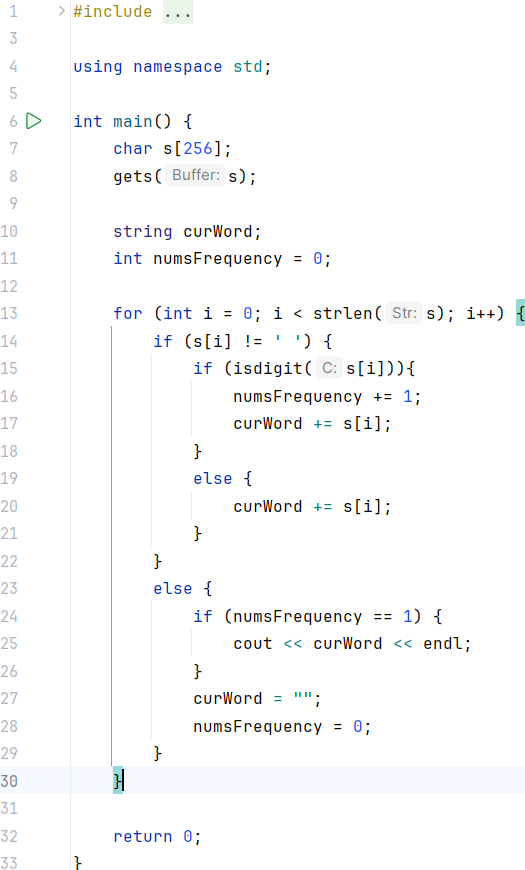 1 #include ...
3
4 using namespace std;
5
6 int main() {
7 char s[256];
8 gets( Buffer: s);
9
10 string curWord;
11 int numsFrequency = 0;
12
13 for (int i = 0; i < strlen( Str: s); i++) {
14 if (s[i] != ' ') {
15 if (isdigit( C: s[i])){
16 numsFrequency += 1;
17 curWord += s[i];
18 }
19 else {
20 curWord += s[i];
21 }
22 }
23 else {
24 if (numsFrequency == 1) {
25 cout << curWord << endl;
26 }
27 curWord = "";
28 numsFrequency = 0;
29 }
30 }
31
32 return 0;
33 }